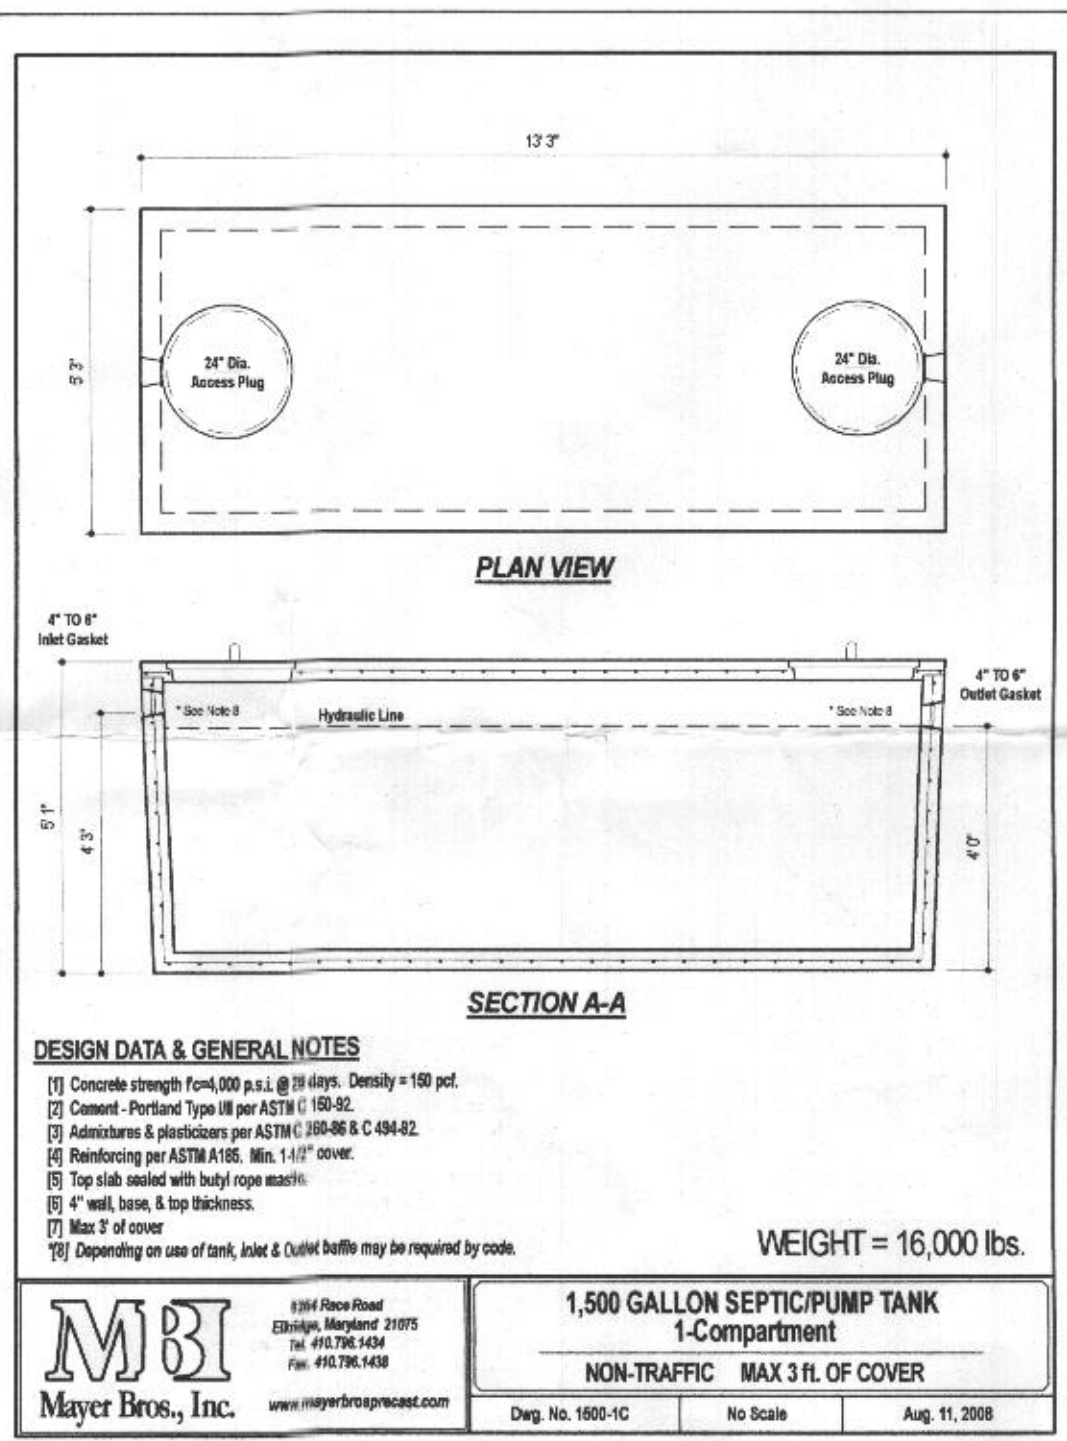 13' 3"
5' 3"
24" Dia.
Access Plug
24" Dia.
Access Plug
PLAN VIEW
4" TO 6"
Inlet Gasket
4" TO 6"
Outlet Gasket
* See Note 8
Hydraulic Line
* See Note 8
5' 1"
4' 3"
4' 0"
SECTION A-A
DESIGN DATA & GENERAL NOTES
[1] Concrete strength f'c=4,000 p.s.i. @ 28 days. Density = 150 pcf.
[2] Cement - Portland Type I/II per ASTM C 150-92.
[3] Admixtures & plasticizers per ASTM C 260-86 & C 494-92.
[4] Reinforcing per ASTM A185. Min. 1-1/2" cover.
[5] Top slab sealed with butyl rope mastic.
[6] 4" wall, base, & top thickness.
[7] Max 3' of cover
*[8] Depending on use of tank, Inlet & Outlet baffle may be required by code.
WEIGHT = 16,000 lbs.
MBI
Mayer Bros., Inc.
Race Road
Elkridge, Maryland 21075
Tel. 410.796.1434
Fax. 410.796.1438
www.mayerbrosprecast.com
1,500 GALLON SEPTIC/PUMP TANK
1-Compartment
NON-TRAFFIC MAX 3 ft. OF COVER
Dwg. No. 1500-1C
No Scale
Aug. 11, 2008